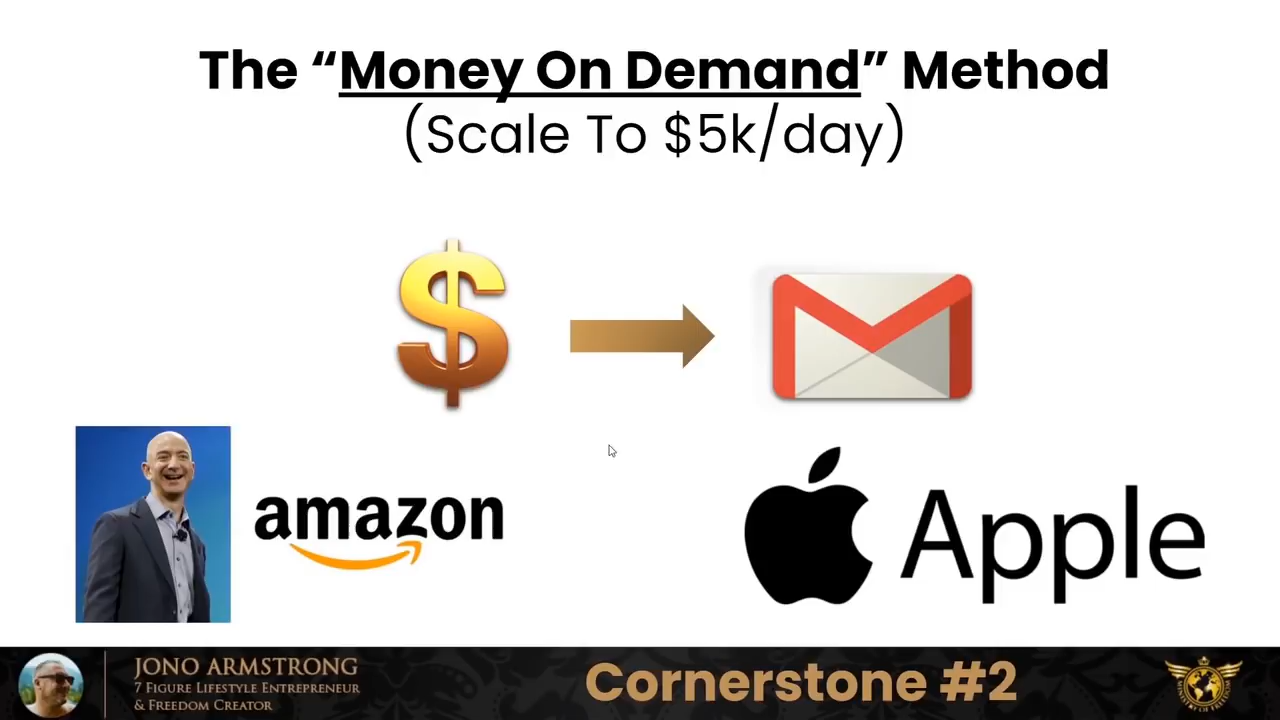 The “Money On Demand” Method
(Scale To $5k/day)
$
amazon
Apple
JONO ARMSTRONG
7 FIGURE LIFESTYLE ENTREPRENEUR
& FREEDOM CREATOR
Cornerstone #2